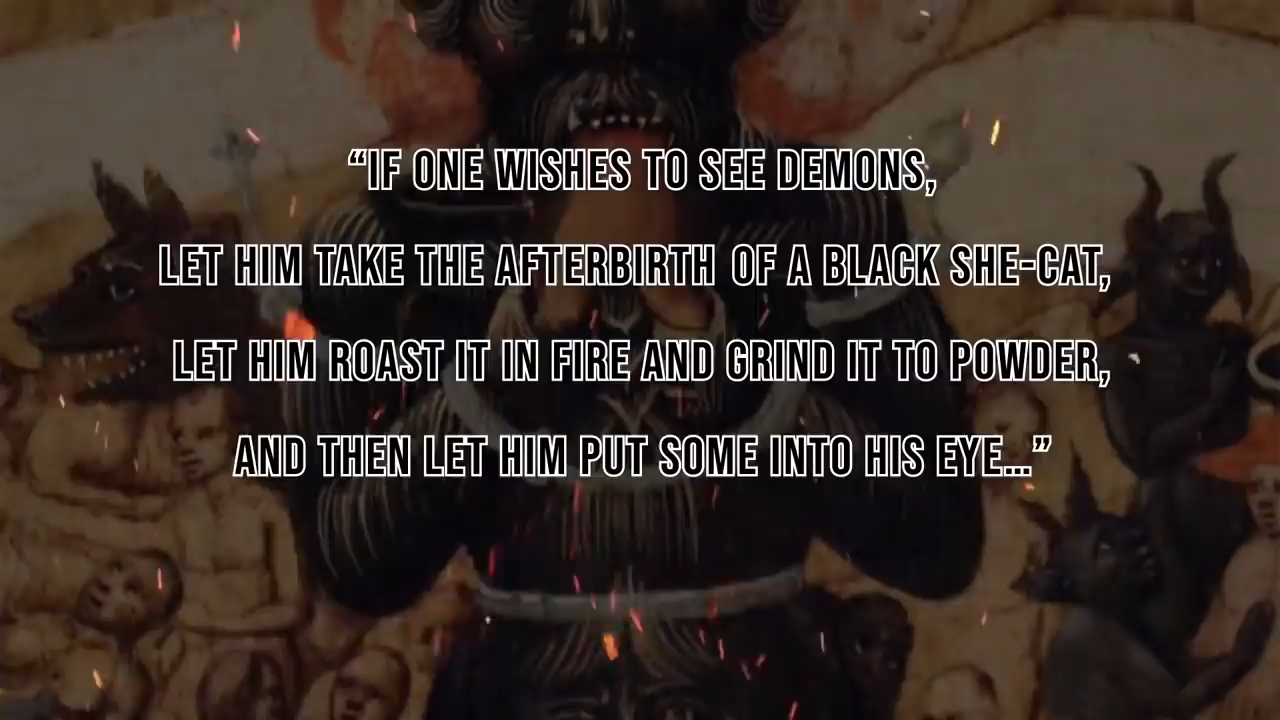 “IF ONE WISHES TO SEE DEMONS,
LET HIM TAKE THE AFTERBIRTH OF A BLACK SHE-CAT,
LET HIM ROAST IT IN FIRE AND GRIND IT TO POWDER,
AND THEN LET HIM PUT SOME INTO HIS EYE...”